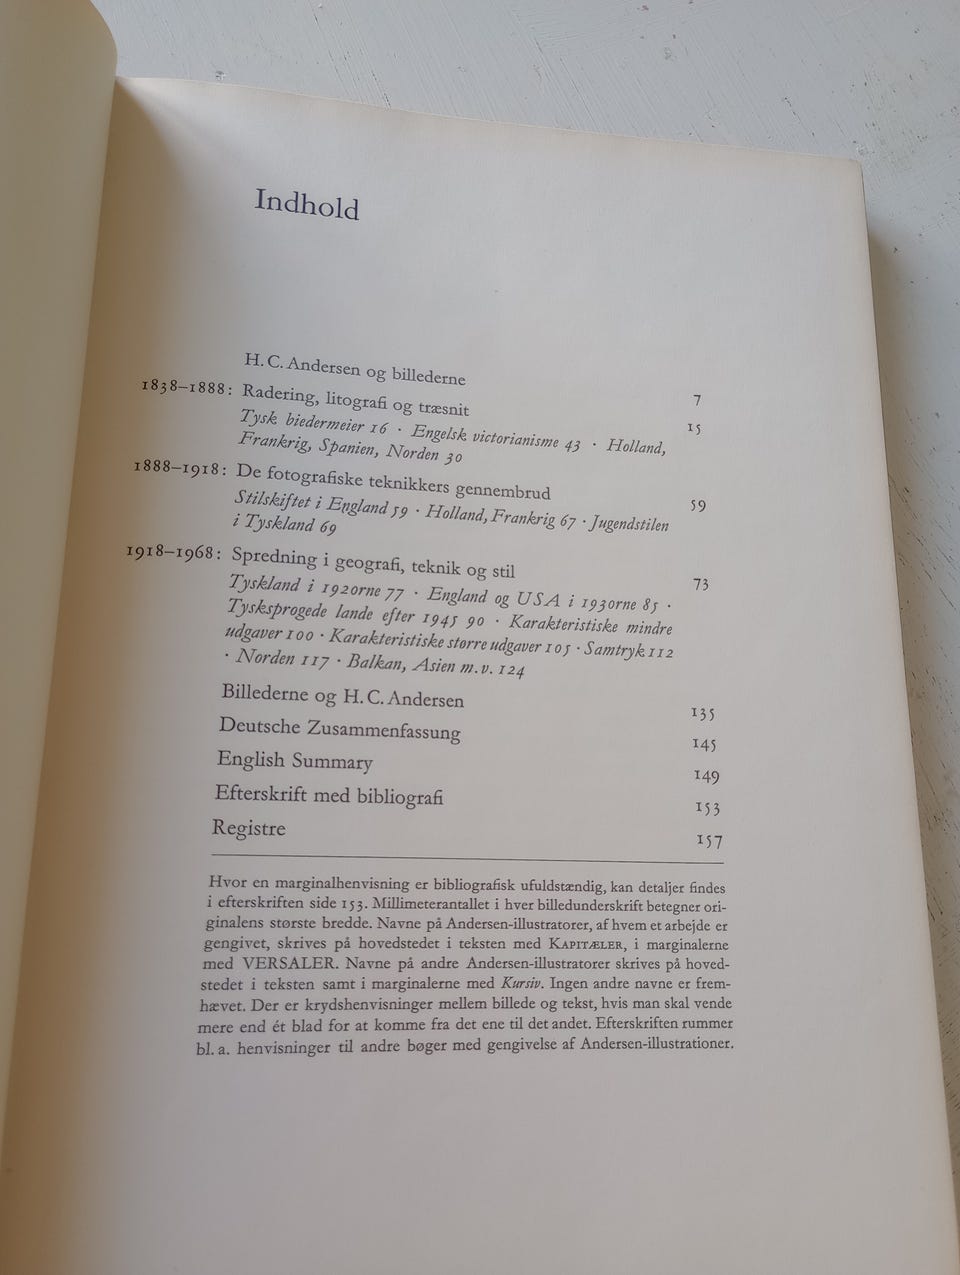 Indhold
H. C. Andersen og billederne 7
1838–1888: Radering, litografi og træsnit 15
Tysk biedermeier 16 · Engelsk victorianisme 43 · Holland,
Frankrig, Spanien, Norden 30
1888–1918: De fotografiske teknikkers gennembrud 59
Stilskiftet i England 59 · Holland, Frankrig 67 · Jugendstilen
i Tyskland 69
1918–1968: Spredning i geografi, teknik og stil 73
Tyskland i 1920rne 77 · England og USA i 1930rne 85 ·
Tysksprogede lande efter 1945 90 · Karakteristiske mindre
udgaver 100 · Karakteristiske større udgaver 105 · Samtryk 112
· Norden 117 · Balkan, Asien m.v. 124
Billederne og H. C. Andersen 135
Deutsche Zusammenfassung 145
English Summary 149
Efterskrift med bibliografi 153
Registre 157
Hvor en marginalhenvisning er bibliografisk ufuldstændig, kan detaljer findes
i efterskriften side 153. Millimeterantallet i hver billedunderskrift betegner ori-
ginalens største bredde. Navne på Andersen-illustratorer, af hvem et arbejde er
gengivet, skrives på hovedstedet i teksten med KAPITÆLER, i marginalerne
med VERSALER. Navne på andre Andersen-illustratorer skrives på hoved-
stedet i teksten samt i marginalerne med Kursiv. Ingen andre navne er frem-
hævet. Der er krydshenvisninger mellem billede og tekst, hvis man skal vende
mere end ét blad for at komme fra det ene til det andet. Efterskriften rummer
bl. a. henvisninger til andre bøger med gengivelse af Andersen-illustrationer.